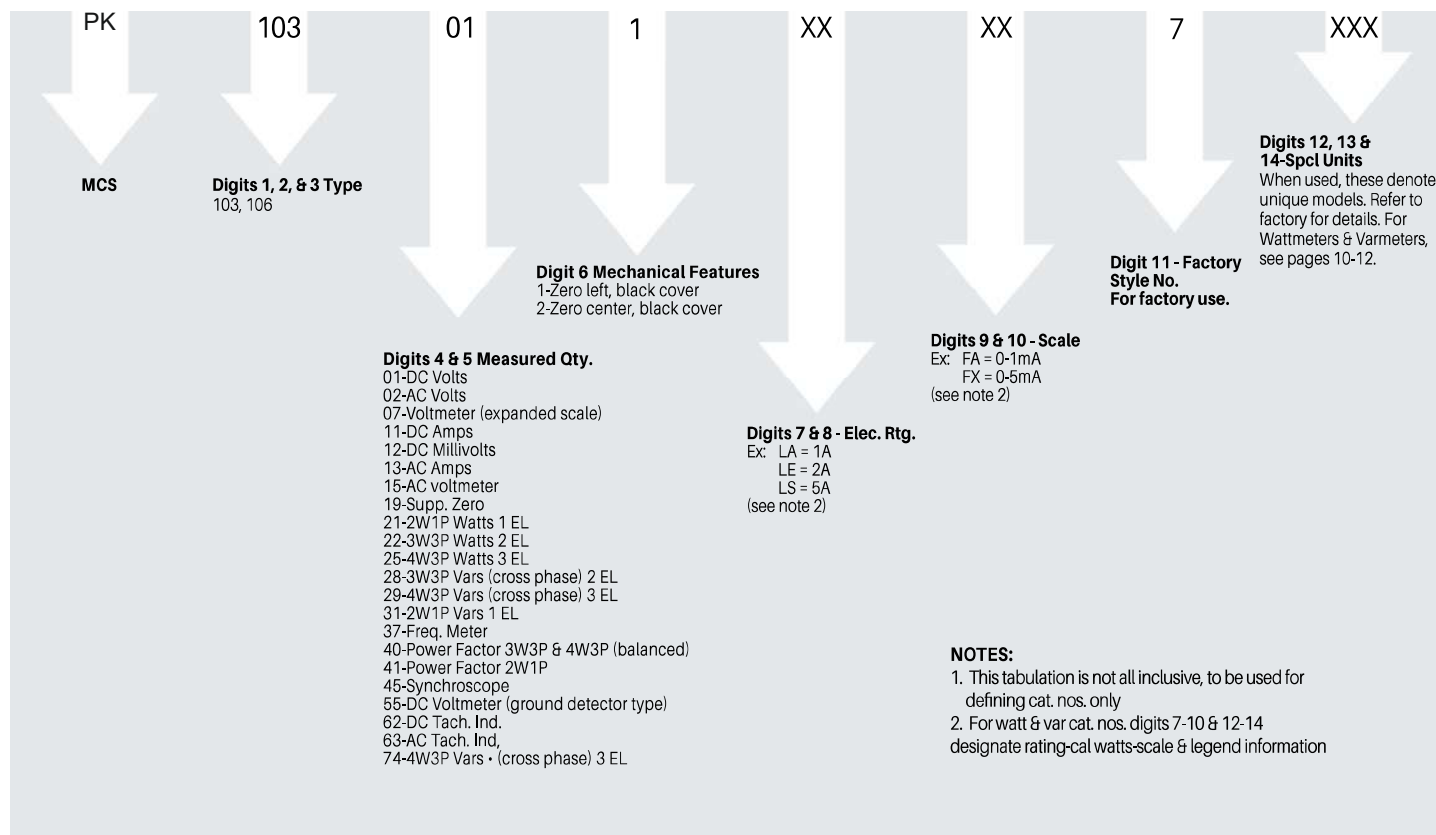 PK 103 01 1 XX XX 7 XXX
MCS
Digits 1, 2, & 3 Type
103, 106
Digits 4 & 5 Measured Qty.
01-DC Volts
02-AC Volts
07-Voltmeter (expanded scale)
11-DC Amps
12-DC Millivolts
13-AC Amps
15-AC voltmeter
19-Supp. Zero
21-2W1P Watts 1 EL
22-3W3P Watts 2 EL
25-4W3P Watts 3 EL
28-3W3P Vars (cross phase) 2 EL
29-4W3P Vars (cross phase) 3 EL
31-2W1P Vars 1 EL
37-Freq. Meter
40-Power Factor 3W3P & 4W3P (balanced)
41-Power Factor 2W1P
45-Synchroscope
55-DC Voltmeter (ground detector type)
62-DC Tach. Ind.
63-AC Tach. Ind,
74-4W3P Vars • (cross phase) 3 EL
Digit 6 Mechanical Features
1-Zero left, black cover
2-Zero center, black cover
Digits 7 & 8 - Elec. Rtg.
Ex: LA = 1A
LE = 2A
LS = 5A
(see note 2)
Digits 9 & 10 - Scale
Ex: FA = 0-1mA
FX = 0-5mA
(see note 2)
Digit 11 - Factory
Style No.
For factory use.
Digits 12, 13 &
14-Spcl Units
When used, these denote
unique models. Refer to
factory for details. For
Wattmeters & Varmeters,
see pages 10-12.
NOTES:
1. This tabulation is not all inclusive, to be used for
defining cat. nos. only
2. For watt & var cat. nos. digits 7-10 & 12-14
designate rating-cal watts-scale & legend information